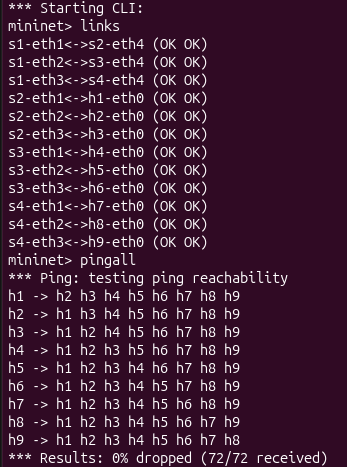 *** Starting CLI:
mininet> links
s1-eth1<->s2-eth4 (OK OK)
s1-eth2<->s3-eth4 (OK OK)
s1-eth3<->s4-eth4 (OK OK)
s2-eth1<->h1-eth0 (OK OK)
s2-eth2<->h2-eth0 (OK OK)
s2-eth3<->h3-eth0 (OK OK)
s3-eth1<->h4-eth0 (OK OK)
s3-eth2<->h5-eth0 (OK OK)
s3-eth3<->h6-eth0 (OK OK)
s4-eth1<->h7-eth0 (OK OK)
s4-eth2<->h8-eth0 (OK OK)
s4-eth3<->h9-eth0 (OK OK)
mininet> pingall
*** Ping: testing ping reachability
h1 -> h2 h3 h4 h5 h6 h7 h8 h9
h2 -> h1 h3 h4 h5 h6 h7 h8 h9
h3 -> h1 h2 h4 h5 h6 h7 h8 h9
h4 -> h1 h2 h3 h5 h6 h7 h8 h9
h5 -> h1 h2 h3 h4 h6 h7 h8 h9
h6 -> h1 h2 h3 h4 h5 h7 h8 h9
h7 -> h1 h2 h3 h4 h5 h6 h8 h9
h8 -> h1 h2 h3 h4 h5 h6 h7 h9
h9 -> h1 h2 h3 h4 h5 h6 h7 h8
*** Results: 0% dropped (72/72 received)